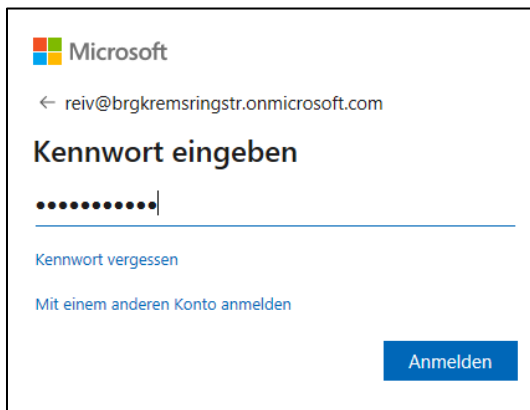 Microsoft
← reiv@brgkremsringstr.onmicrosoft.com
Kennwort eingeben
•••••••••••
Kennwort vergessen
Mit einem anderen Konto anmelden
Anmelden